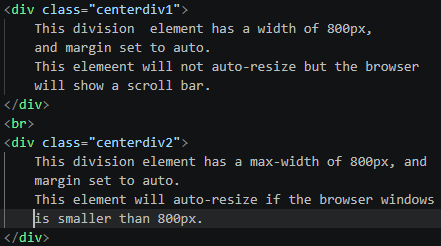 <div class="centerdiv1">
This division  element has a width of 800px,
and margin set to auto.
This elemeent will not auto-resize but the browser
will show a scroll bar.
</div>
<br>
<div class="centerdiv2">
This division element has a max-width of 800px, and
margin set to auto.
This element will auto-resize if the browser windows
is smaller than 800px.
</div>